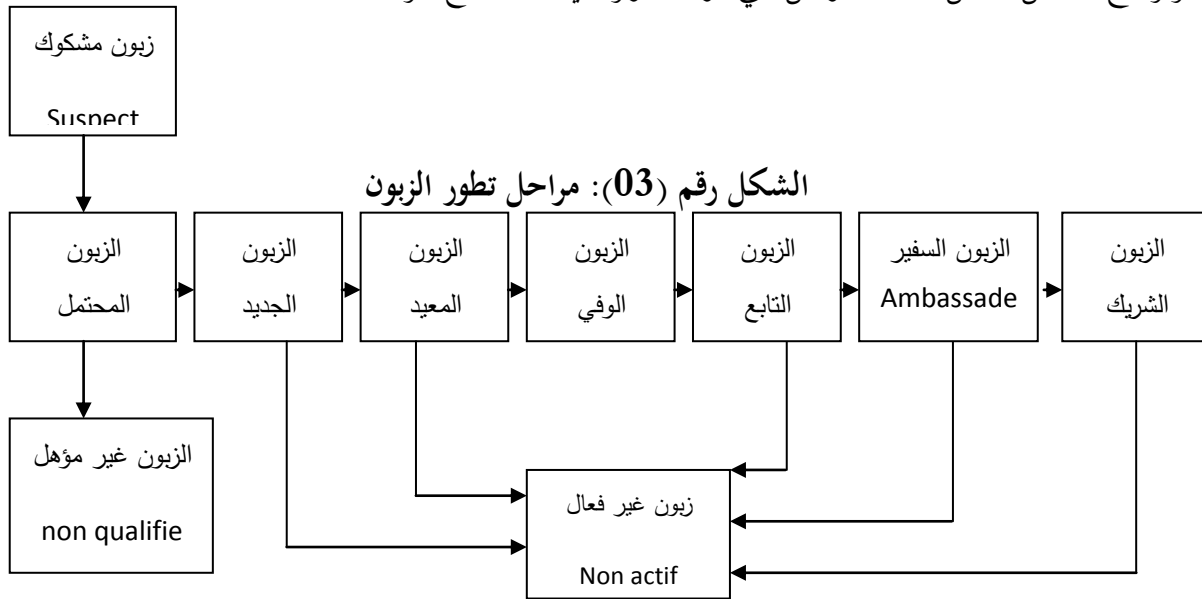 زبون مشكوك
Suspect
الشكل رقم (03): مراحل تطور الزبون
الزبون المحتمل
الزبون الجديد
الزبون المعيد
الزبون الوفي
الزبون التابع
الزبون السفير
Ambassade
الزبون الشريك
الزبون غير مؤهل
non qualifie
زبون غير فعال
Non actif